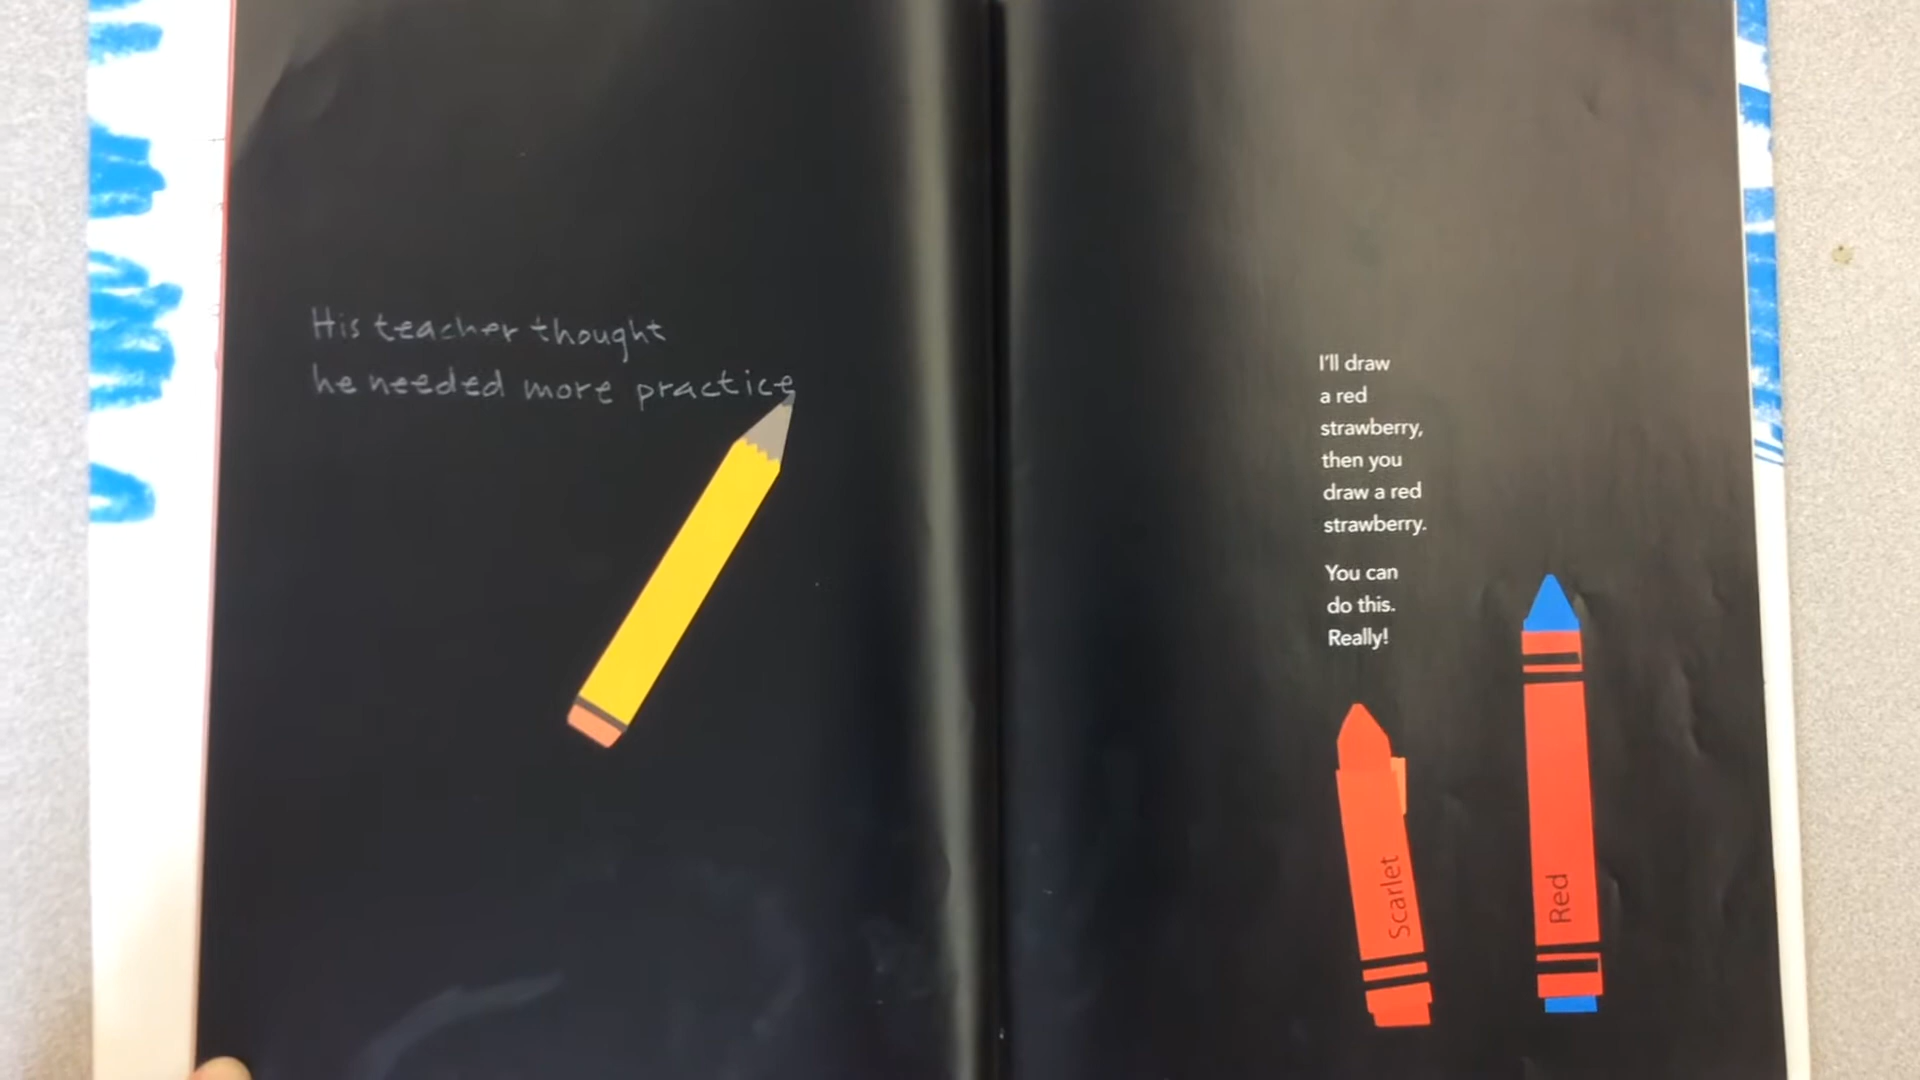 His teacher thought
he needed more practice
I'll draw
a red
strawberry,
then you
draw a red
strawberry.
You can
do this.
Really!
Scarlet
Red